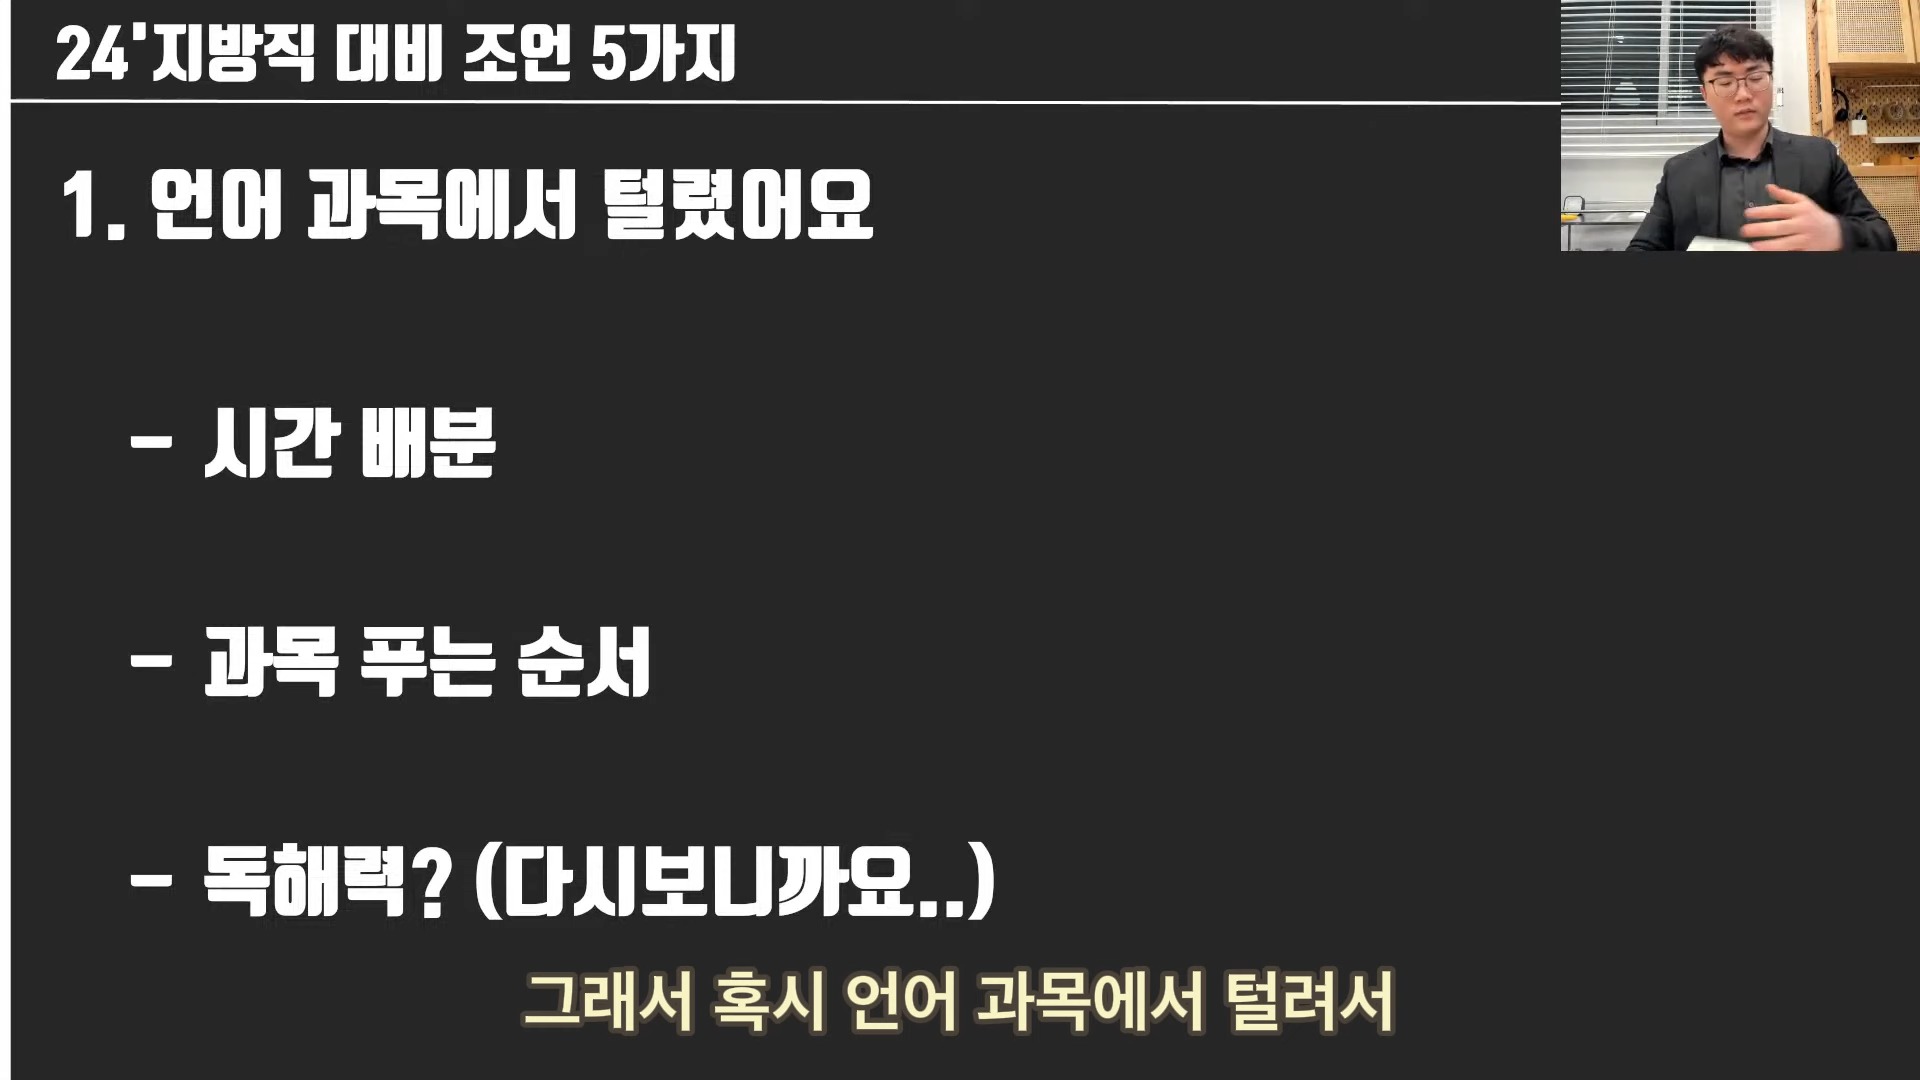 24'지방직 대비 조언 5가지
1. 언어 과목에서 털렸어요
- 시간 배분
- 과목 푸는 순서
- 독해력? (다시보니까요..)
그래서 혹시 언어 과목에서 털려서